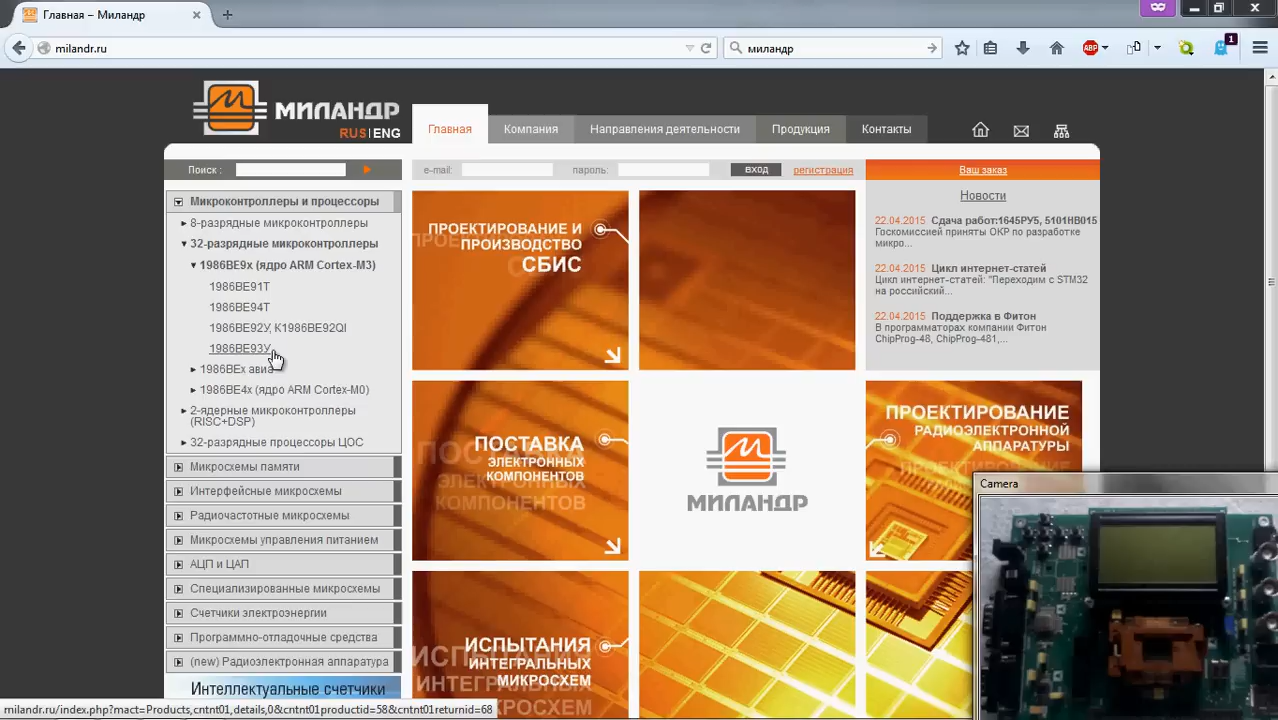 Главная – Миландр
milandr.ru
миландр
ABP
1
МИЛАНДР
RUS|ENG
Главная
Компания
Направления деятельности
Продукция
Контакты
Поиск :
e-mail:
пароль:
вход
регистрация
Ваш заказ
Микроконтроллеры и процессоры
8-разрядные микроконтроллеры
32-разрядные микроконтроллеры
1986ВЕ9х (ядро ARM Cortex-M3)
1986ВЕ91Т
1986ВЕ94Т
1986ВЕ92У, К1986ВЕ92QI
1986ВЕ93У
1986ВЕх авиа
1986ВЕ4х (ядро ARM Cortex-M0)
2-ядерные микроконтроллеры
(RISC+DSP)
32-разрядные процессоры ЦОС
Микросхемы памяти
Интерфейсные микросхемы
Радиочастотные микросхемы
Микросхемы управления питанием
АЦП и ЦАП
Специализированные микросхемы
Счетчики электроэнергии
Программно-отладочные средства
(new) Радиоэлектронная аппаратура
Интеллектуальные счетчики
ПРОЕКТИРОВАНИЕ И
ПРОИЗВОДСТВО
СБИС
ПОСТАВКА
ЭЛЕКТРОННЫХ
КОМПОНЕНТОВ
ИСПЫТАНИЯ
ИНТЕГРАЛЬНЫХ
МИКРОСХЕМ
МИЛАНДР
Новости
22.04.2015 Сдача работ:1645РУ5, 5101НВ015
Госкомиссией приняты ОКР по разработке
микро...
22.04.2015 Цикл интернет-статей
Цикл интернет-статей: "Переходим с STM32
на российский...
22.04.2015 Поддержка в Фитон
В программаторах компании Фитон
ChipProg-48, ChipProg-481,...
ПРОЕКТИРОВАНИЕ
РАДИОЭЛЕКТРОННОЙ
АППАРАТУРЫ
Camera
milandr.ru/index.php?mact=Products,cntnt01,details,0&cntnt01productid=58&cntnt01returnid=68